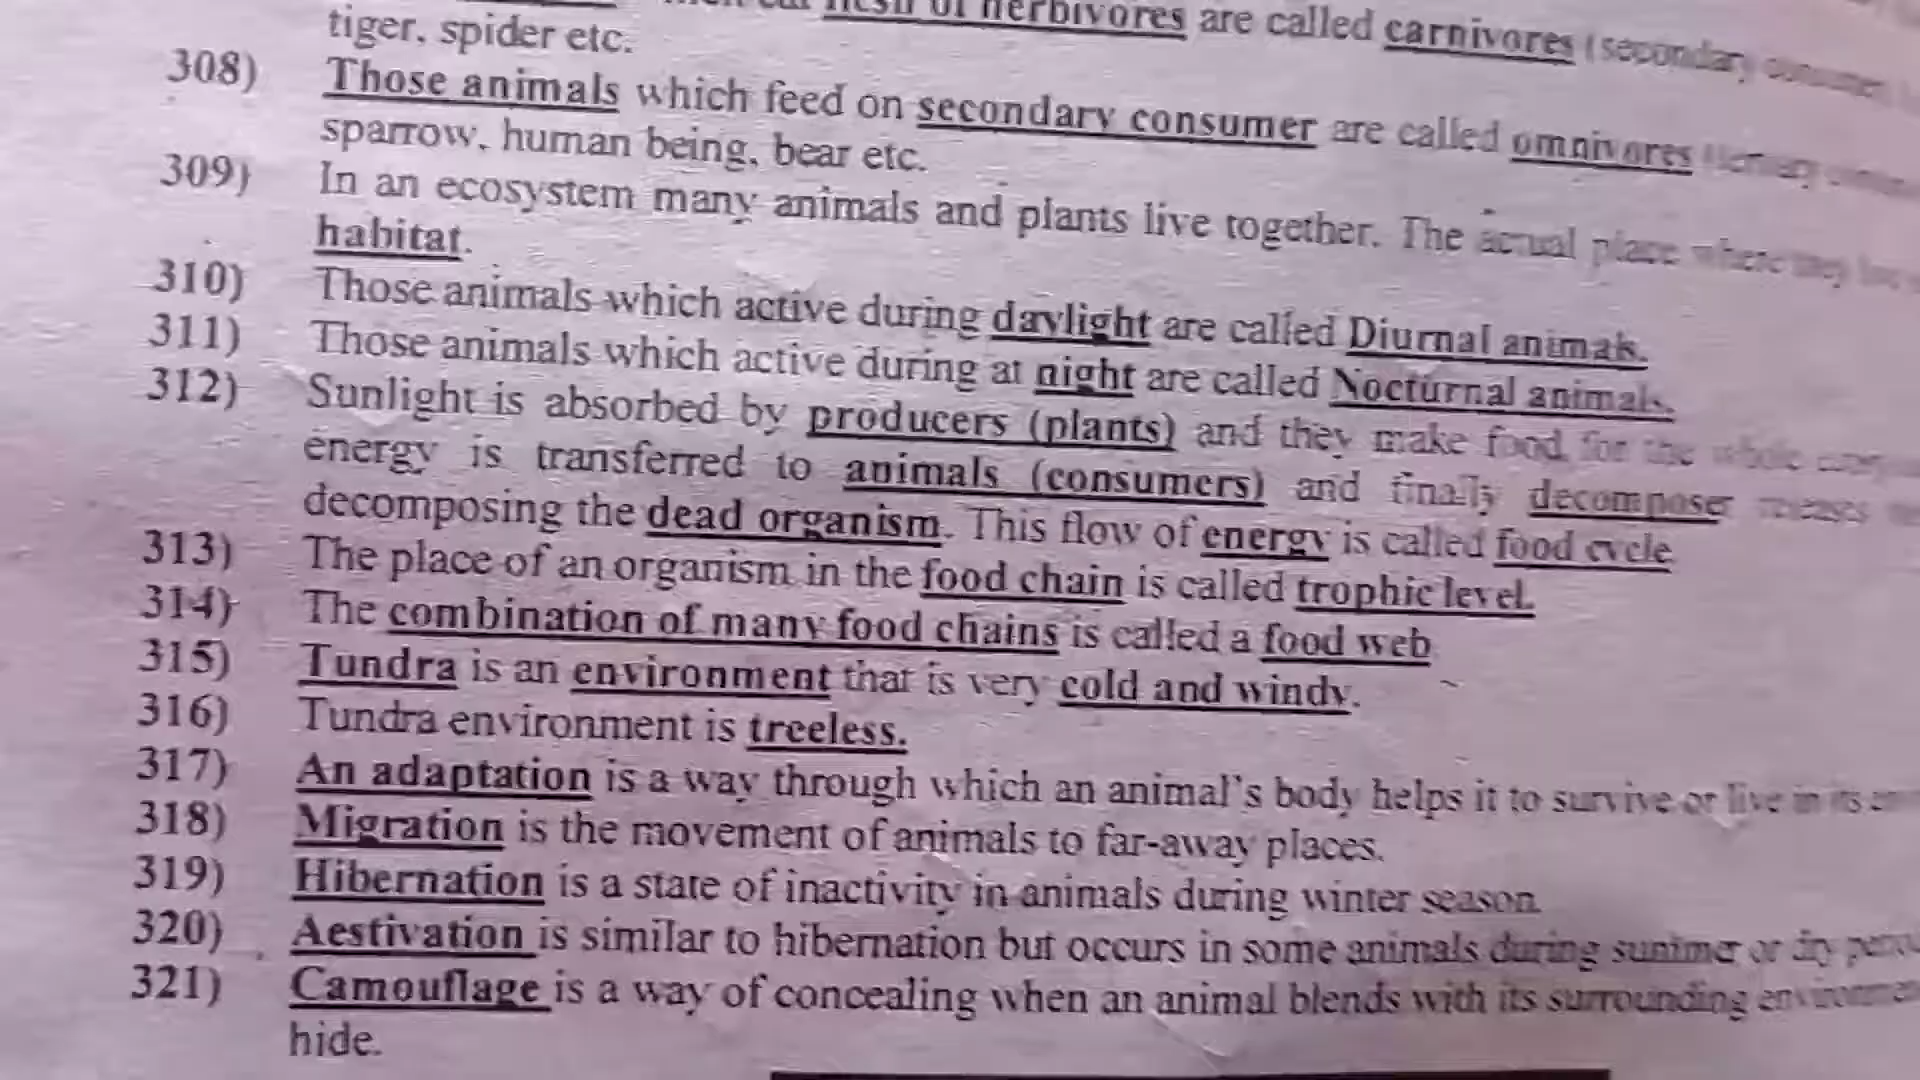 flesh of herbivores are called carnivores (secondary consumer)
tiger, spider etc.
308) Those animals which feed on secondary consumer are called omnivores (tertiary
sparrow, human being, bear etc.
309) In an ecosystem many animals and plants live together. The actual place where they live
habitat.
310) Those animals which active during daylight are called Diurnal animals.
311) Those animals which active during at night are called Nocturnal animals.
312) Sunlight is absorbed by producers (plants) and they make food for the whole
energy is transferred to animals (consumers) and finally decomposer releases
decomposing the dead organism. This flow of energy is called food cycle
313) The place of an organism in the food chain is called trophic level.
314) The combination of many food chains is called a food web
315) Tundra is an environment that is very cold and windy.
316) Tundra environment is treeless.
317) An adaptation is a way through which an animal's body helps it to survive or live in its
318) Migration is the movement of animals to far-away places.
319) Hibernation is a state of inactivity in animals during winter season.
320) Aestivation is similar to hibernation but occurs in some animals during summer or dry
321) Camouflage is a way of concealing when an animal blends with its surrounding
hide.